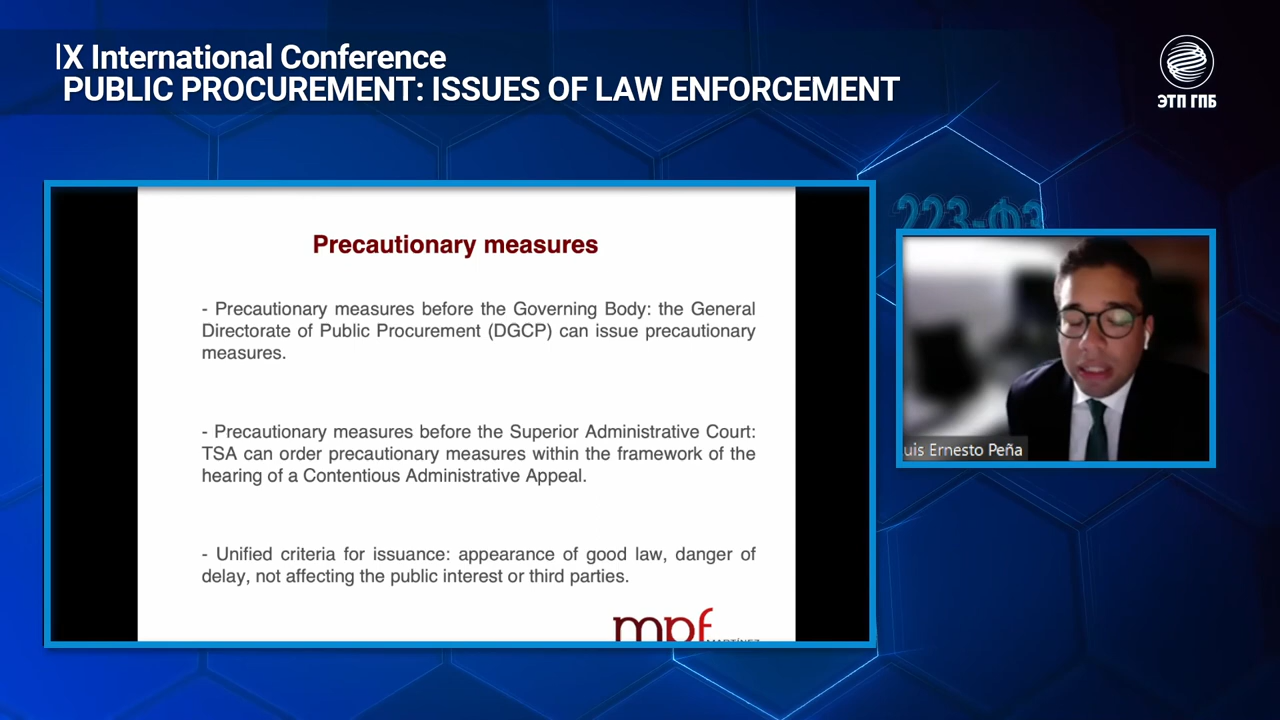 IX International Conference
PUBLIC PROCUREMENT: ISSUES OF LAW ENFORCEMENT
ЭТП ГПБ
223-ФЗ
Precautionary measures
- Precautionary measures before the Governing Body: the General
Directorate of Public Procurement (DGCP) can issue precautionary
measures.
- Precautionary measures before the Superior Administrative Court:
TSA can order precautionary measures within the framework of the
hearing of a Contentious Administrative Appeal.
- Unified criteria for issuance: appearance of good law, danger of
delay, not affecting the public interest or third parties.
mpf
MARTÍNEZ
uis Ernesto Peña